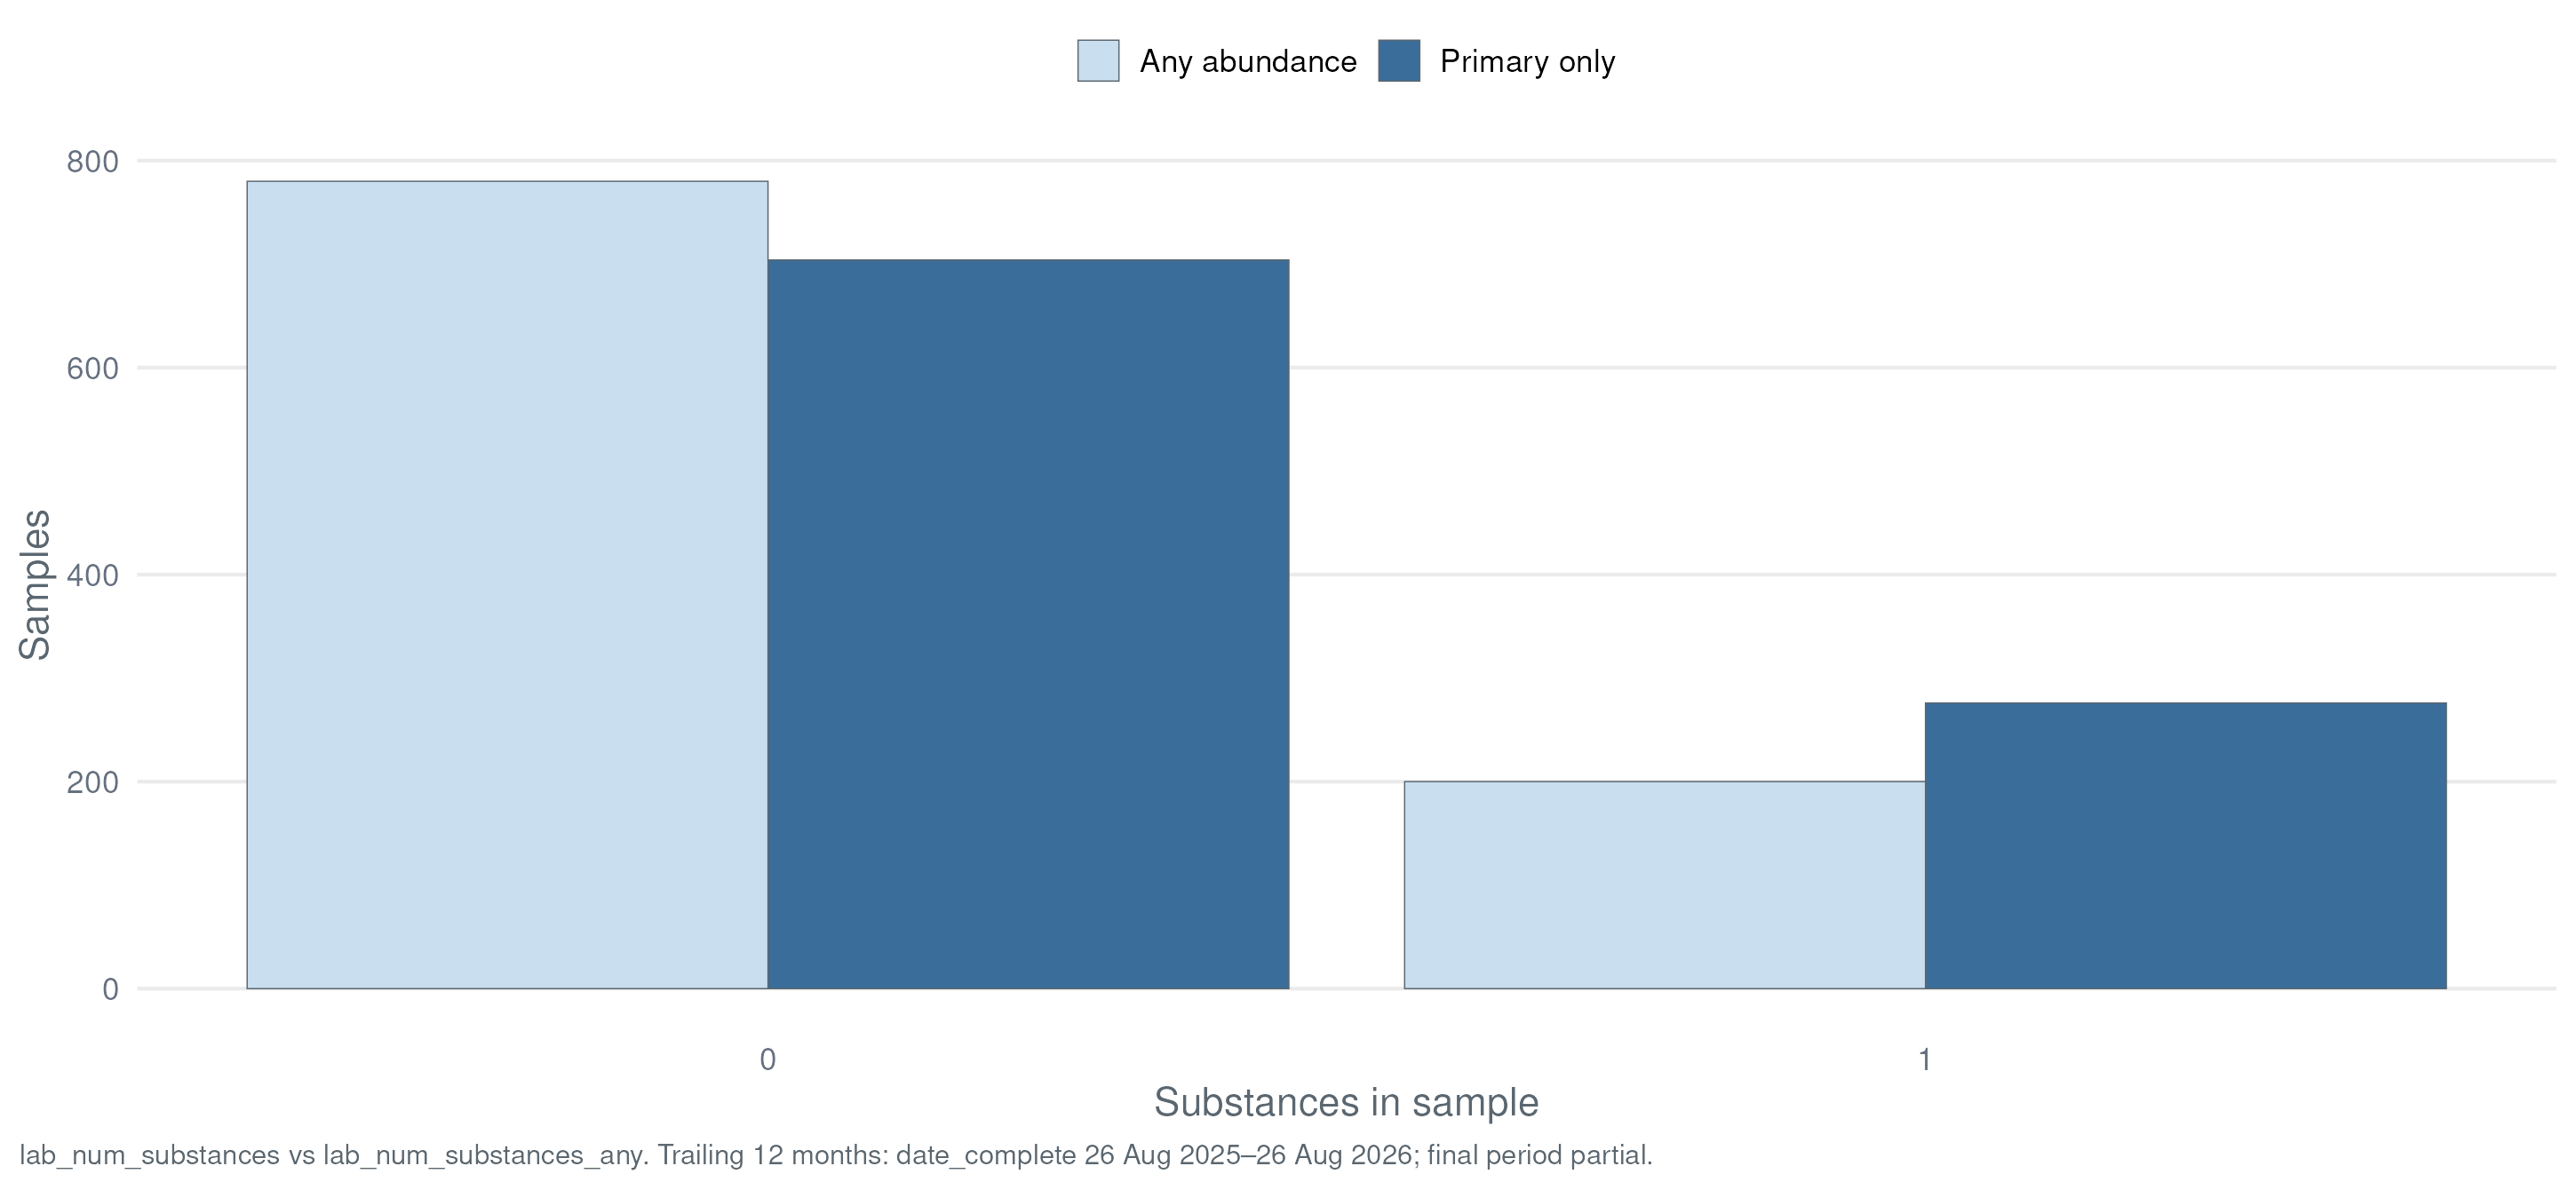 Any abundance Primary only
800
600
400
200
0
Samples
0 1
Substances in sample
lab_num_substances vs lab_num_substances_any. Trailing 12 months: date_complete 26 Aug 2025–26 Aug 2026; final period partial.